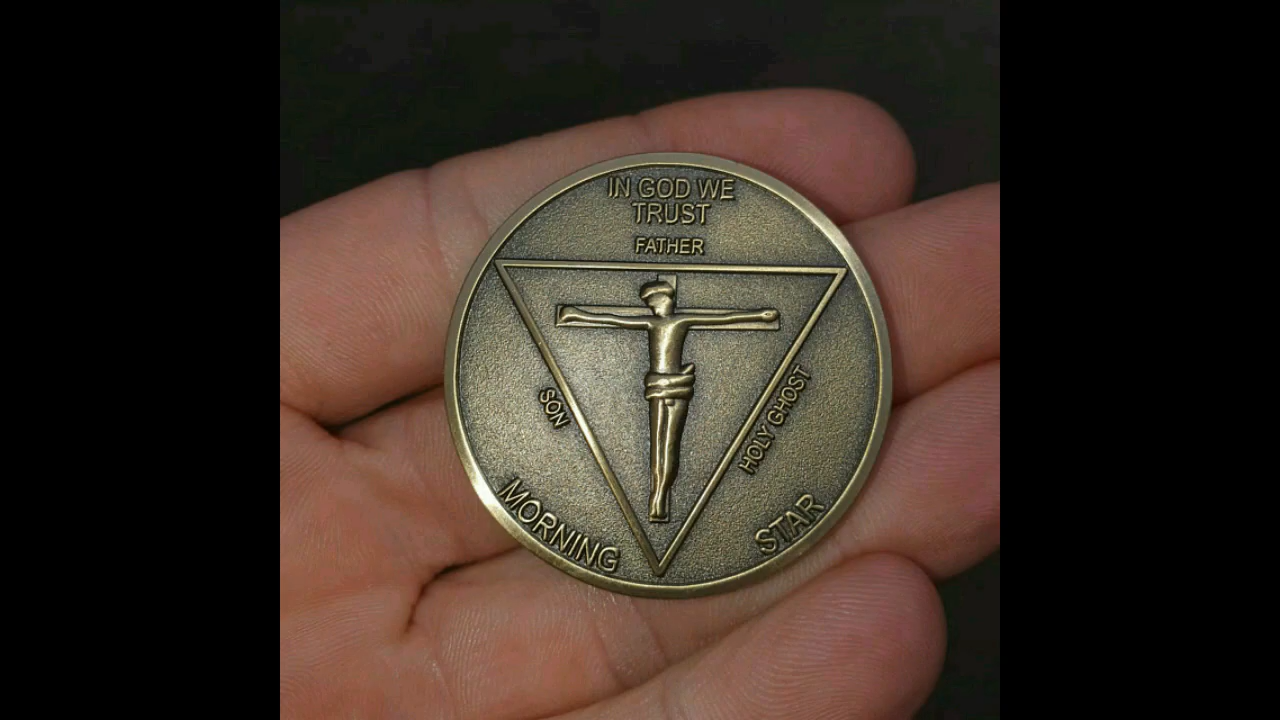 IN GOD WE
TRUST
FATHER
SON
HOLY GHOST
MORNING
STAR